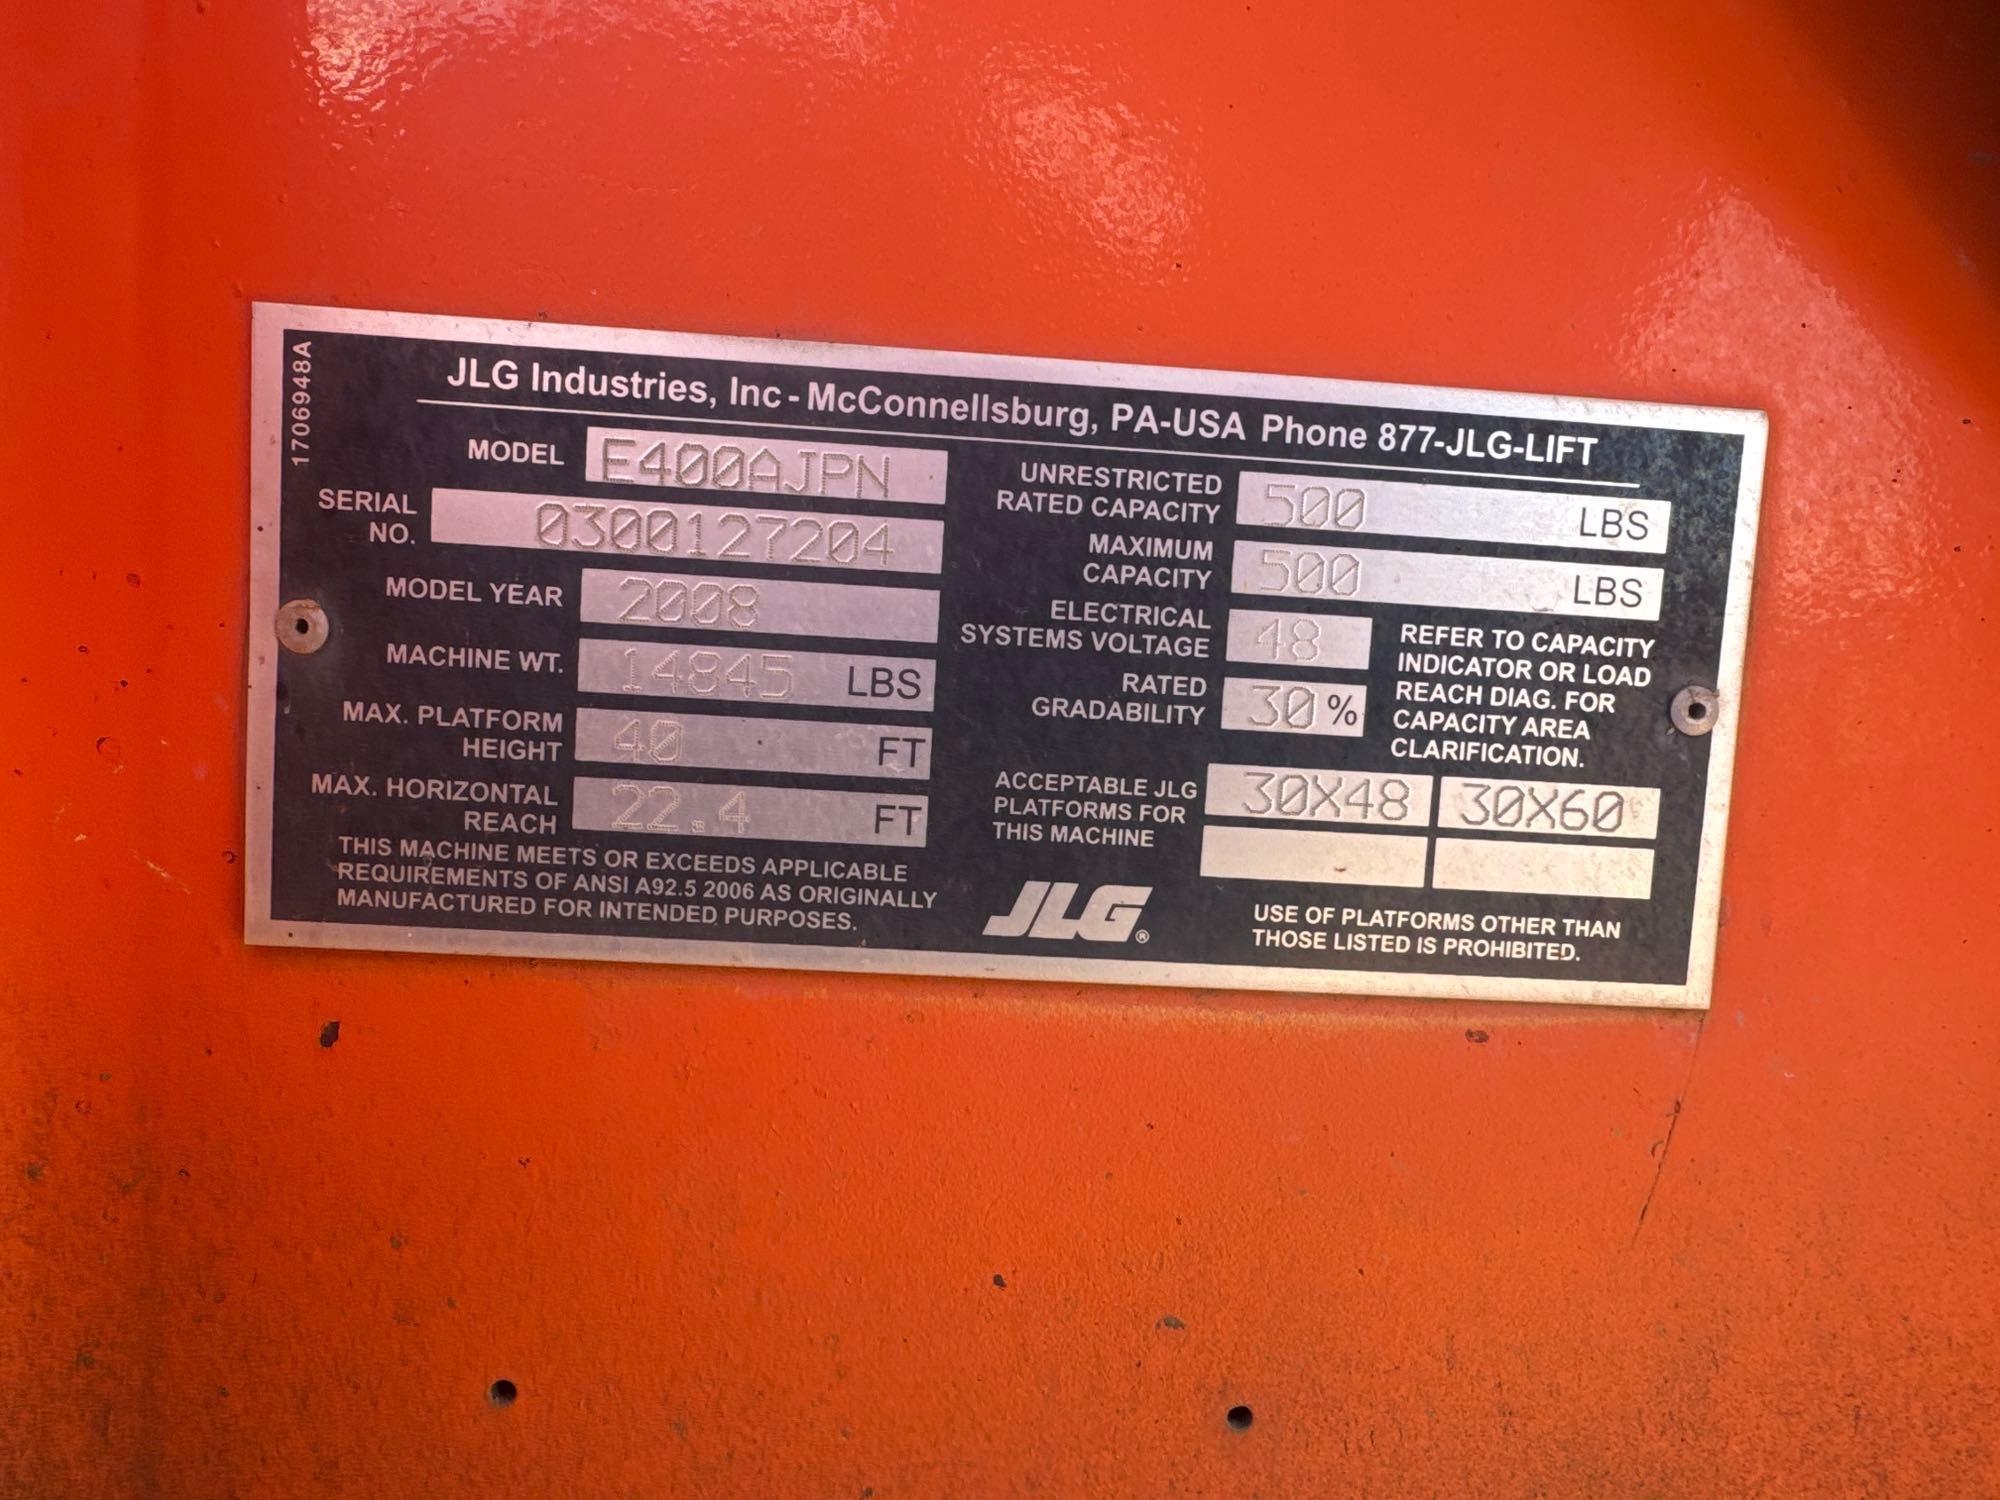 1706948A
JLG Industries, Inc - McConnellsburg, PA-USA Phone 877-JLG-LIFT
MODEL E400AJPN
SERIAL
NO. 0300127204
MODEL YEAR 2008
MACHINE WT. 14845 LBS
MAX. PLATFORM
HEIGHT 40 FT
MAX. HORIZONTAL
REACH 22.4 FT
THIS MACHINE MEETS OR EXCEEDS APPLICABLE
REQUIREMENTS OF ANSI A92.5 2006 AS ORIGINALLY
MANUFACTURED FOR INTENDED PURPOSES.
UNRESTRICTED
RATED CAPACITY 500 LBS
MAXIMUM
CAPACITY 500 LBS
ELECTRICAL
SYSTEMS VOLTAGE 48
RATED
GRADABILITY 30 %
REFER TO CAPACITY
INDICATOR OR LOAD
REACH DIAG. FOR
CAPACITY AREA
CLARIFICATION.
ACCEPTABLE JLG
PLATFORMS FOR
THIS MACHINE
30X48 30X60
JLG®
USE OF PLATFORMS OTHER THAN
THOSE LISTED IS PROHIBITED.